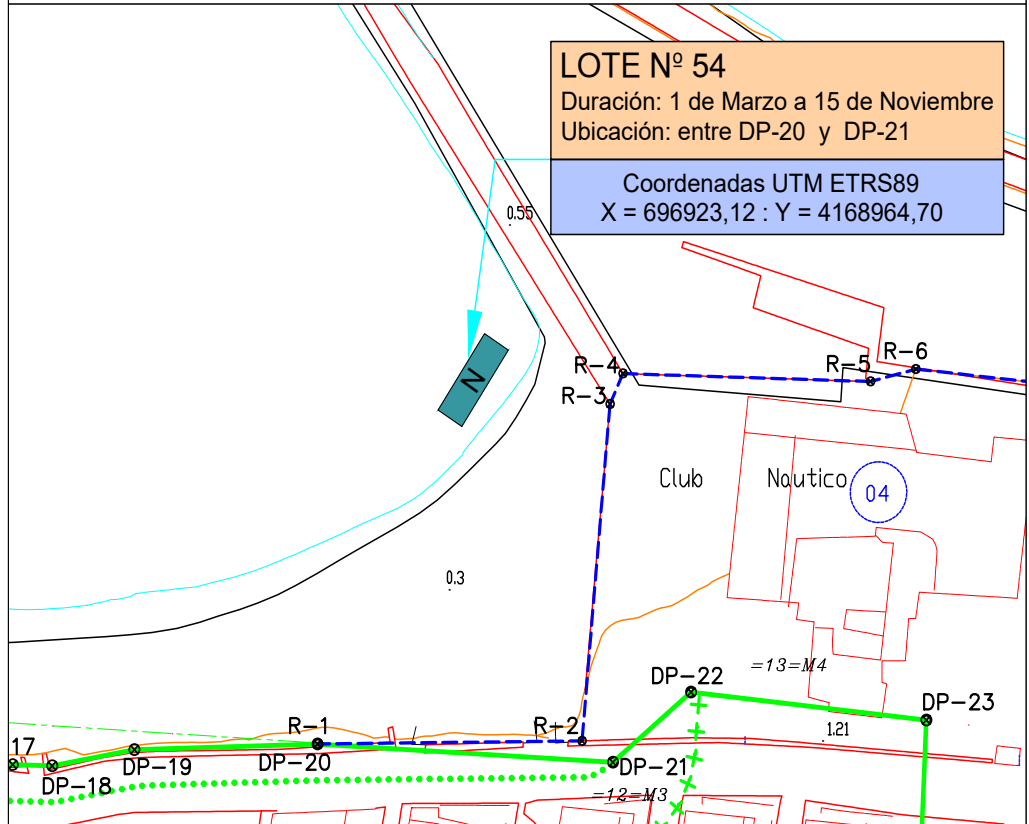 LOTE Nº 54
Duración: 1 de Marzo a 15 de Noviembre
Ubicación: entre DP-20 y DP-21
Coordenadas UTM ETRS89
X = 696923,12 : Y = 4168964,70
0.55
N
R-4
R-5
R-6
R-3
Club Nautico
04
0.3
=13=M4
DP-22
DP-23
R-1
R-2
1.21
17
DP-18
DP-19
DP-20
DP-21
=12=M3